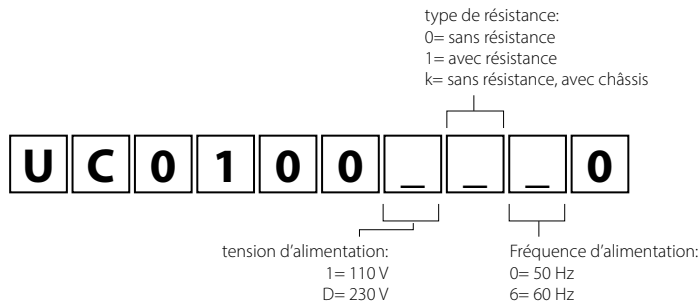 type de résistance:
0= sans résistance
1= avec résistance
k= sans résistance, avec châssis
U C 0 1 0 0 _ _ _ 0
tension d'alimentation:
1= 110 V
D= 230 V
Fréquence d'alimentation:
0= 50 Hz
6= 60 Hz